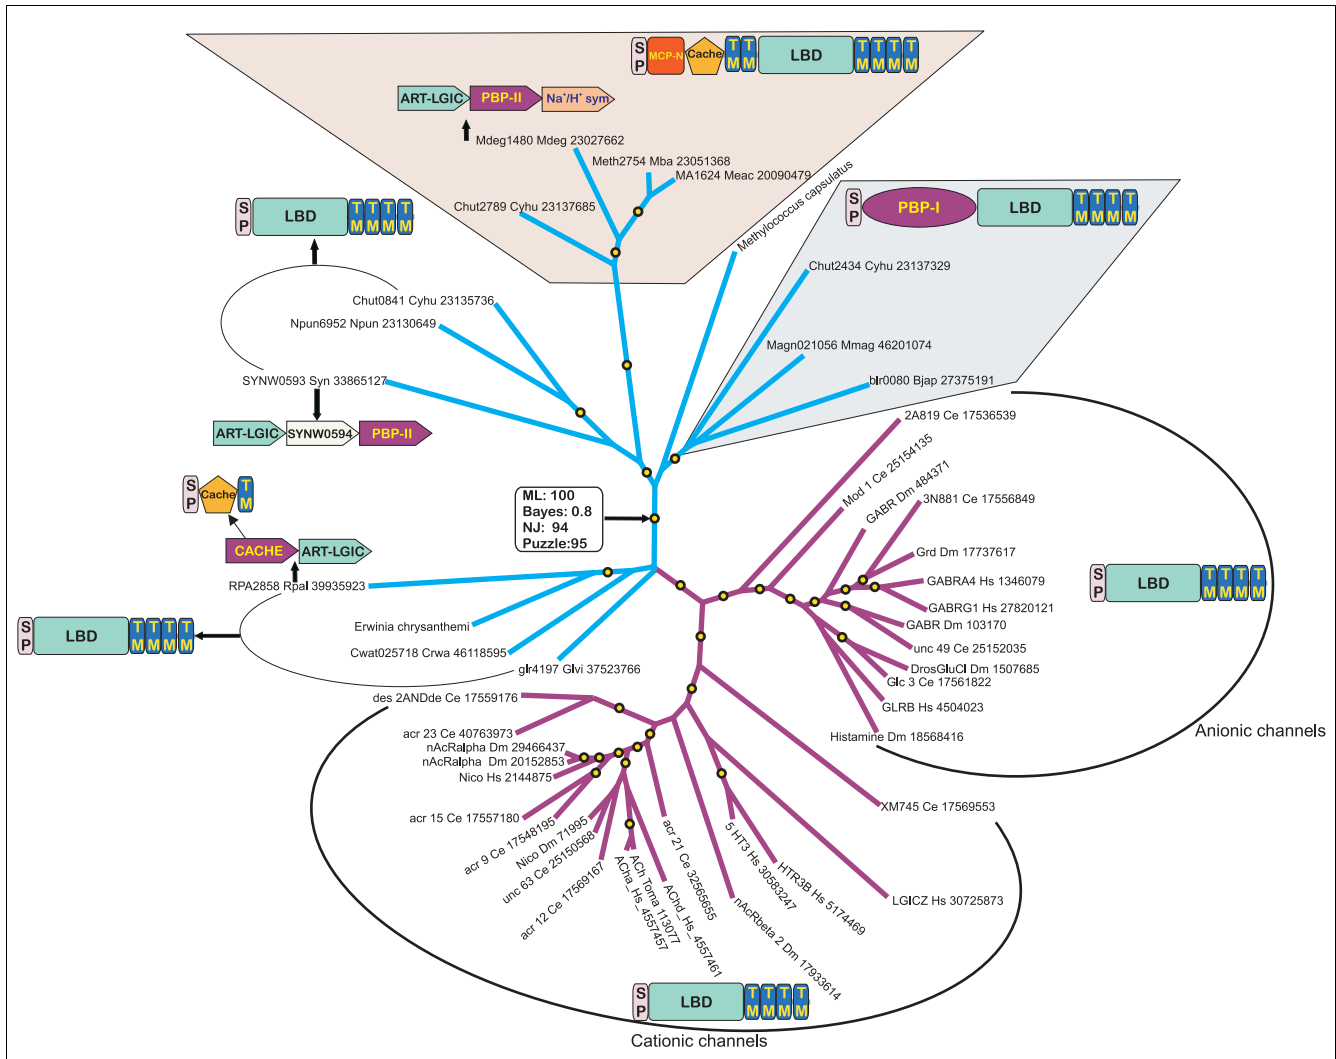 S
P
MCP-N
Cache
T
M
T
M
LBD
T
M
T
M
T
M
T
M
ART-LGIC
PBP-II
Na⁺/H⁺ sym
Mdeg1480 Mdeg 23027662
Meth2754 Mba 23051368
MA1624 Meac 20090479
Chut2789 Cyhu 23137685
Methylococcus capsulatus
S
P
PBP-I
LBD
T
M
T
M
T
M
T
M
S
P
LBD
T
M
T
M
T
M
T
M
Chut2434 Cyhu 23137329
Chut0841 Cyhu 23135736
Npun6952 Npun 23130649
Magn021056 Mmag 46201074
SYNW0593 Syn 33865127
blr0080 Bjap 27375191
ART-LGIC
SYNW0594
PBP-II
2A819 Ce 17536539
Mod 1 Ce 25154135
GABR Dm 484371
3N881 Ce 17556849
S
P
Cache
T
M
ML: 100
Bayes: 0.8
NJ: 94
Puzzle:95
CACHE
ART-LGIC
Grd Dm 17737617
RPA2858 Rpal 39935923
GABRA4 Hs 1346079
GABRG1 Hs 27820121
S
P
LBD
T
M
T
M
T
M
T
M
GABR Dm 103170
Erwinia chrysanthemi
unc 49 Ce 25152035
S
P
LBD
T
M
T
M
T
M
T
M
Cwat025718 Crwa 46118595
glr4197 Glvi 37523766
DrosGluCl Dm 1507685
Glc 3 Ce 17561822
des 2ANDde Ce 17559176
GLRB Hs 4504023
Anionic channels
acr 23 Ce 40763973
Histamine Dm 18568416
nAcRalpha Dm 29466437
nAcRalpha Dm 20152853
Nico Hs 2144875
XM745 Ce 17569553
acr 15 Ce 17557180
acr 9 Ce 17548195
Nico Dm 71995
unc 63 Ce 25150568
acr 12 Ce 17569167
ACha_Hs_4557457
ACh Toma 113077
AChd_Hs_4557461
acr 21 Ce 32565655
nAcRbeta 2 Dm 17933614
5 HT3 Hs 30583247
HTR3B Hs 5174469
LGICZ Hs 30725873
S
P
LBD
T
M
T
M
T
M
T
M
Cationic channels